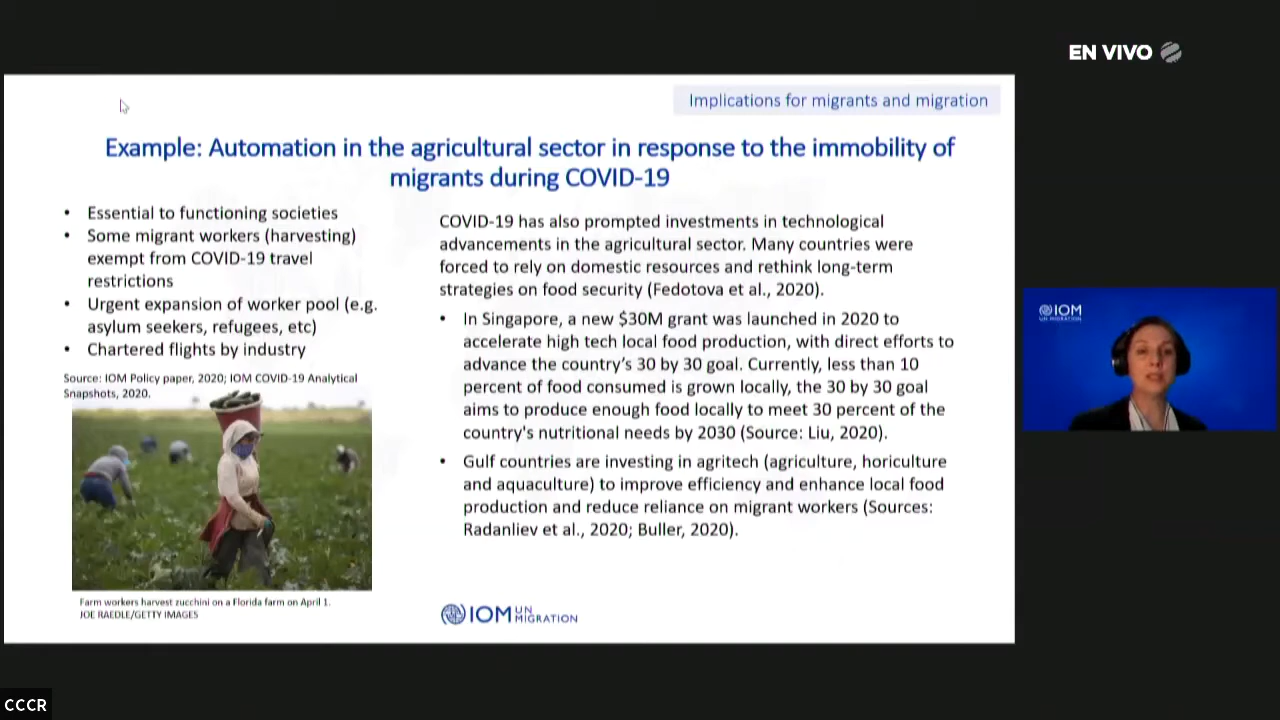 EN VIVO
Implications for migrants and migration
Example: Automation in the agricultural sector in response to the immobility of
migrants during COVID-19
• Essential to functioning societies
• Some migrant workers (harvesting)
exempt from COVID-19 travel
restrictions
• Urgent expansion of worker pool (e.g.
asylum seekers, refugees, etc)
• Chartered flights by industry
Source: IOM Policy paper, 2020; IOM COVID-19 Analytical
Snapshots, 2020.
Farm workers harvest zucchini on a Florida farm on April 1.
JOE RAEDLE/GETTY IMAGES
COVID-19 has also prompted investments in technological
advancements in the agricultural sector. Many countries were
forced to rely on domestic resources and rethink long-term
strategies on food security (Fedotova et al., 2020).
• In Singapore, a new $30M grant was launched in 2020 to
accelerate high tech local food production, with direct efforts to
advance the country's 30 by 30 goal. Currently, less than 10
percent of food consumed is grown locally, the 30 by 30 goal
aims to produce enough food locally to meet 30 percent of the
country's nutritional needs by 2030 (Source: Liu, 2020).
• Gulf countries are investing in agritech (agriculture, horiculture
and aquaculture) to improve efficiency and enhance local food
production and reduce reliance on migrant workers (Sources:
Radanliev et al., 2020; Buller, 2020).
IOM UN
MIGRATION
IOM
UN MIGRATION
CCCR